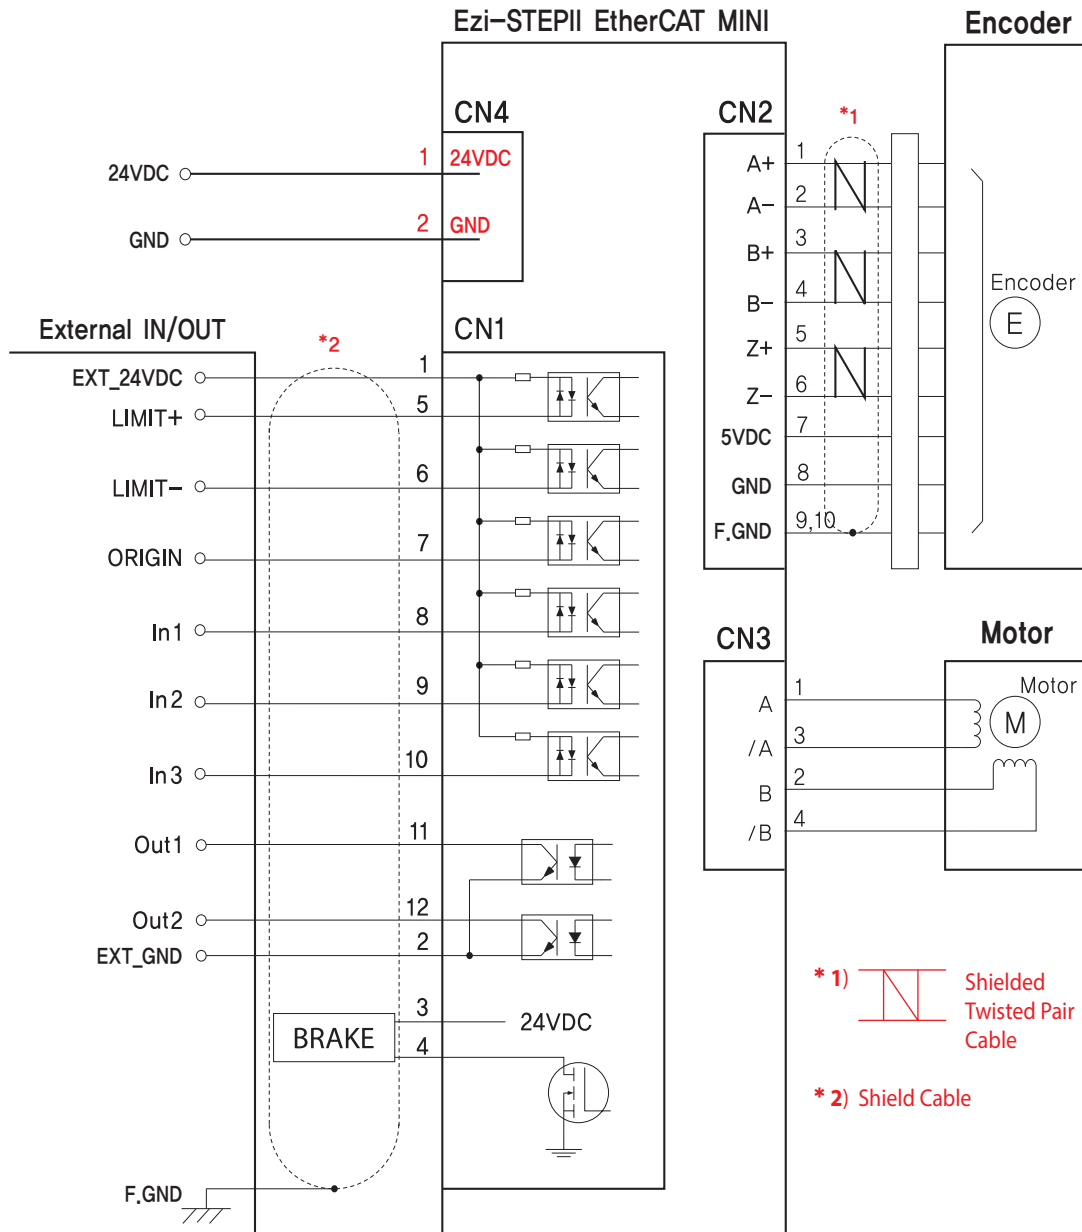 Ezi-STEPII EtherCAT MINI
Encoder
CN4
1 24VDC
24VDC
2 GND
GND
CN2
*1
A+ 1
A- 2
B+ 3
B- 4
Z+ 5
Z- 6
5VDC 7
GND 8
F.GND 9,10
Encoder
E
External IN/OUT
*2
CN1
EXT_24VDC 1
LIMIT+ 5
LIMIT- 6
ORIGIN 7
In1 8
In2 9
In3 10
Out1 11
Out2 12
EXT_GND 2
BRAKE
3 24VDC
4
F.GND
CN3
Motor
A 1
/A 3
B 2
/B 4
Motor
M
* 1) Shielded
Twisted Pair
Cable
* 2) Shield Cable